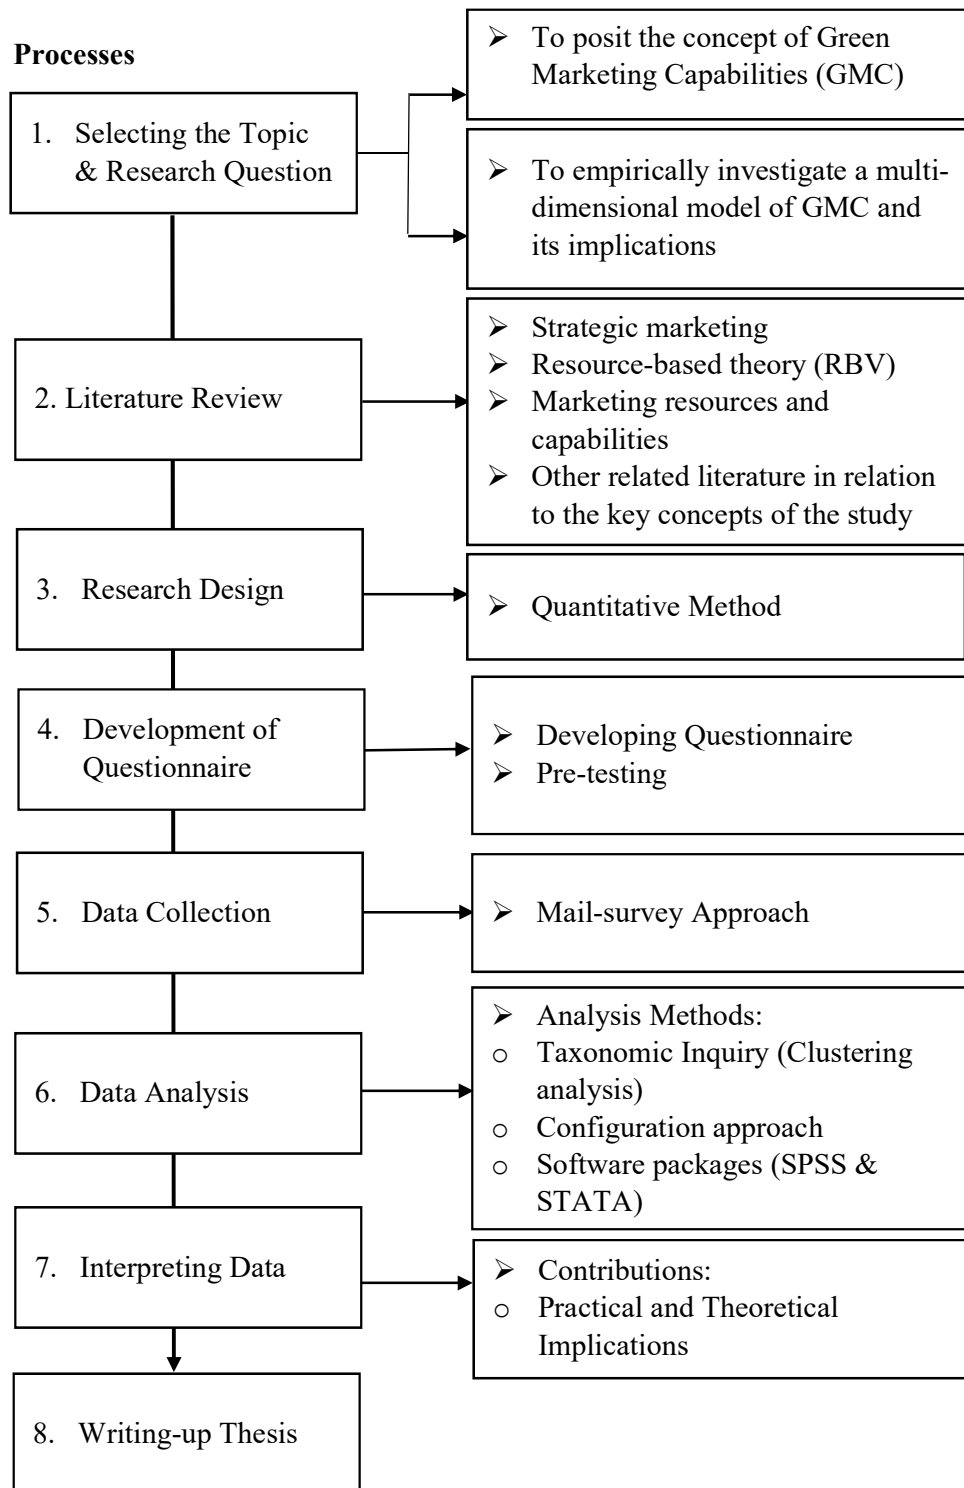 Processes
1. Selecting the Topic
& Research Question
➢ To posit the concept of Green
Marketing Capabilities (GMC)
➢ To empirically investigate a multi-
dimensional model of GMC and
its implications
2. Literature Review
➢ Strategic marketing
➢ Resource-based theory (RBV)
➢ Marketing resources and
capabilities
➢ Other related literature in relation
to the key concepts of the study
3. Research Design
➢ Quantitative Method
4. Development of
Questionnaire
➢ Developing Questionnaire
➢ Pre-testing
5. Data Collection
➢ Mail-survey Approach
6. Data Analysis
➢ Analysis Methods:
o Taxonomic Inquiry (Clustering
analysis)
o Configuration approach
o Software packages (SPSS &
STATA)
7. Interpreting Data
➢ Contributions:
o Practical and Theoretical
Implications
8. Writing-up Thesis